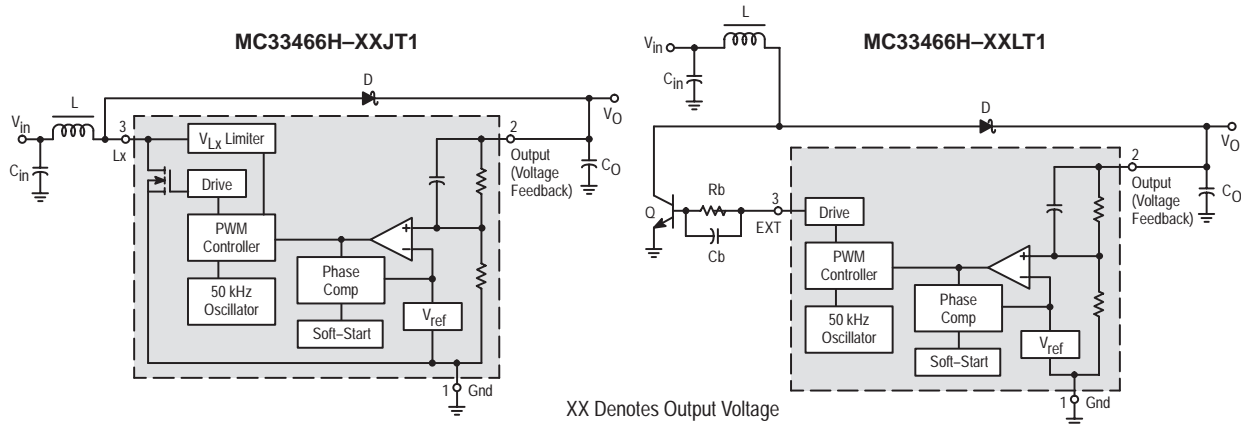 MC33466H–XXJT1
L
D
Vin
3
Lx
Cin
VLx Limiter
Drive
PWM
Controller
50 kHz
Oscillator
Phase
Comp
Soft–Start
Vref
+
–
2
Output
(Voltage
Feedback)
VO
CO
1
Gnd
MC33466H–XXLT1
L
Vin
Cin
D
VO
Q
Rb
Cb
3
EXT
Drive
PWM
Controller
50 kHz
Oscillator
Phase
Comp
Soft–Start
Vref
+
–
2
Output
(Voltage
Feedback)
CO
1
Gnd
XX Denotes Output Voltage